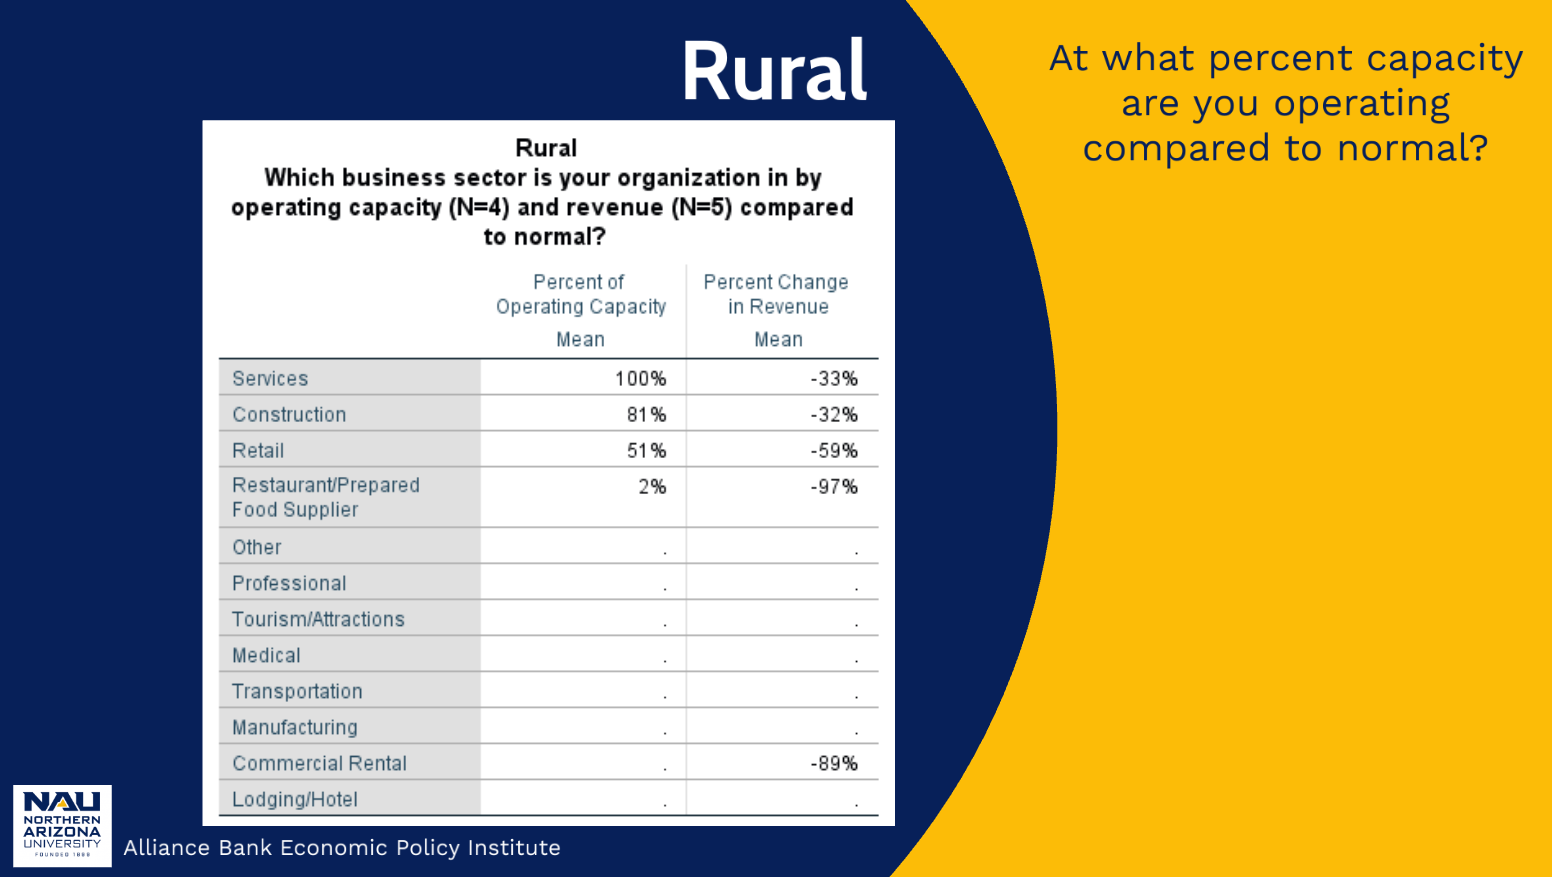 Rural
At what percent capacity
are you operating
compared to normal?
Rural
Which business sector is your organization in by
operating capacity (N=4) and revenue (N=5) compared
to normal?
Percent of
Operating Capacity
Percent Change
in Revenue
Mean Mean
Services 100% -33%
Construction 81% -32%
Retail 51% -59%
Restaurant/Prepared
Food Supplier 2% -97%
Other . .
Professional . .
Tourism/Attractions . .
Medical . .
Transportation . .
Manufacturing . .
Commercial Rental . -89%
Lodging/Hotel . .
NAU
NORTHERN
ARIZONA
UNIVERSITY
FOUNDED 1899
Alliance Bank Economic Policy Institute